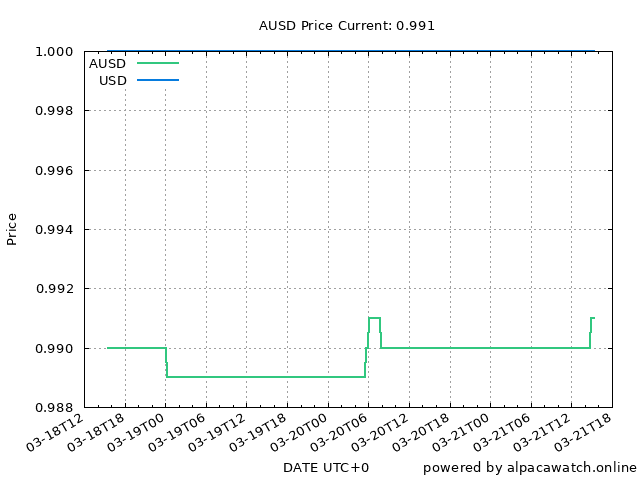 AUSD Price Current: 0.991
1.000
AUSD
USD
0.998
0.996
0.994
Price
0.992
0.990
0.988
03-18T12 03-18T18 03-19T00 03-19T06 03-19T12 03-19T18 03-20T00 03-20T06 03-20T12 03-20T18 03-21T00 03-21T06 03-21T12 03-21T18
DATE UTC+0
powered by alpacawatch.online